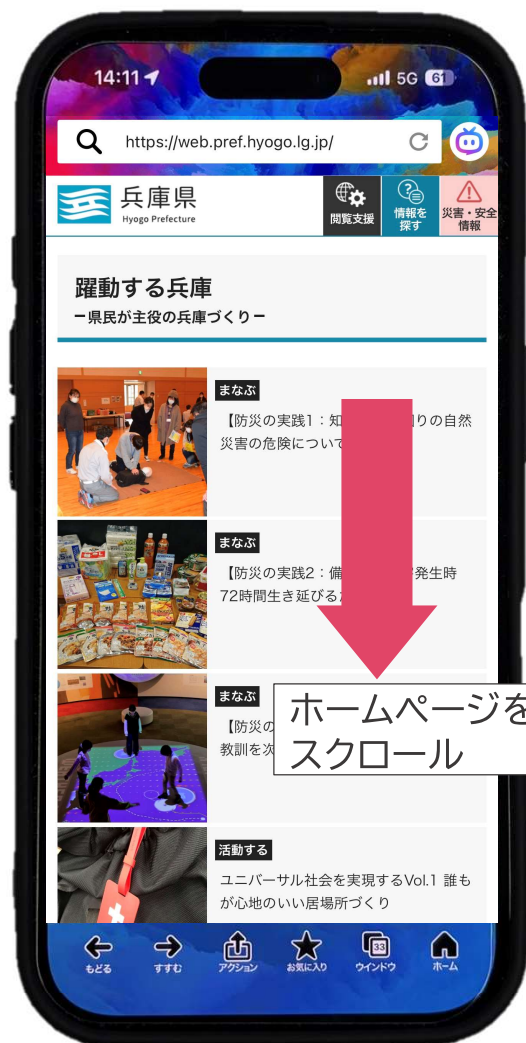 14:11
5G 61
https://web.pref.hyogo.lg.jp/
兵庫県
Hyogo Prefecture
閲覧支援
情報を
探す
災害・安全
情報
躍動する兵庫
ー県民が主役の兵庫づくりー
まなぶ
【防災の実践1：知 りの自然
災害の危険につい
まなぶ
【防災の実践2：備 発生時
72時間生き延びる
まなぶ
【防災の
教訓を次
ホームページを
スクロール
活動する
ユニバーサル社会を実現するVol.1 誰も
が心地のいい居場所づくり
33
もどる
すすむ
アクション
お気に入り
ウインドウ
ホーム